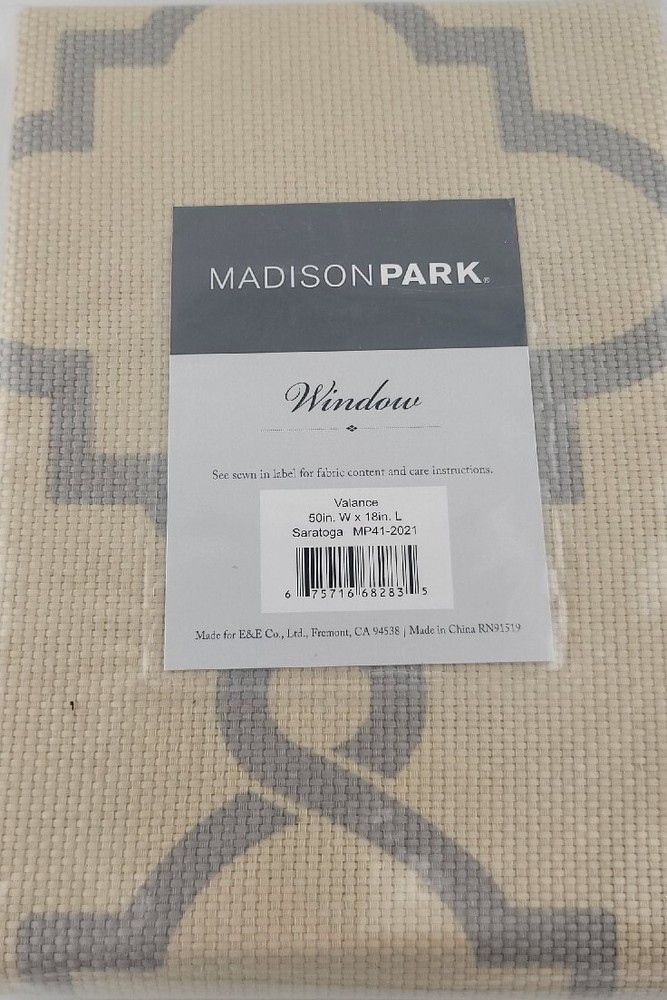 MADISONPARK®
Window
See sewn in label for fabric content and care instructions.
Valance
50in. W x 18in. L
Saratoga MP41-2021
6 75716 68283 5
Made for E&E Co., Ltd., Fremont, CA 94538 | Made in China RN91519